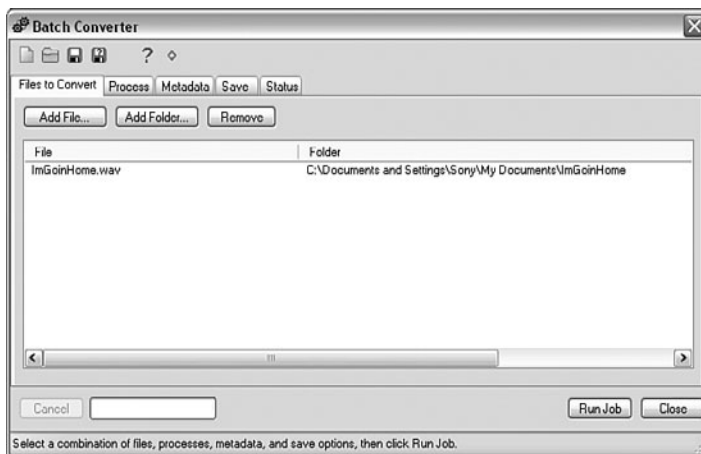 Batch Converter
?
Files to Convert Process Metadata Save Status
Add File... Add Folder... Remove
File Folder
ImGoinHome.wav C:\Documents and Settings\Sony\My Documents\ImGoinHome
Cancel Run Job Close
Select a combination of files, processes, metadata, and save options, then click Run Job.